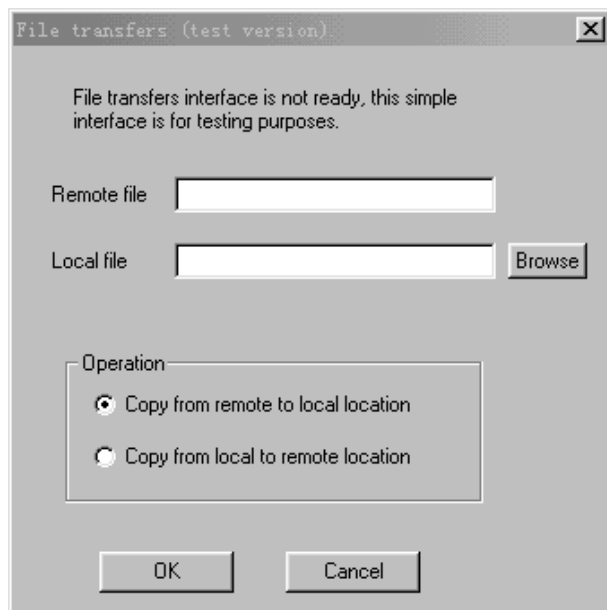 File transfers (test version)
File transfers interface is not ready, this simple
interface is for testing purposes.
Remote file
Local file
Browse
Operation
Copy from remote to local location
Copy from local to remote location
OK
Cancel